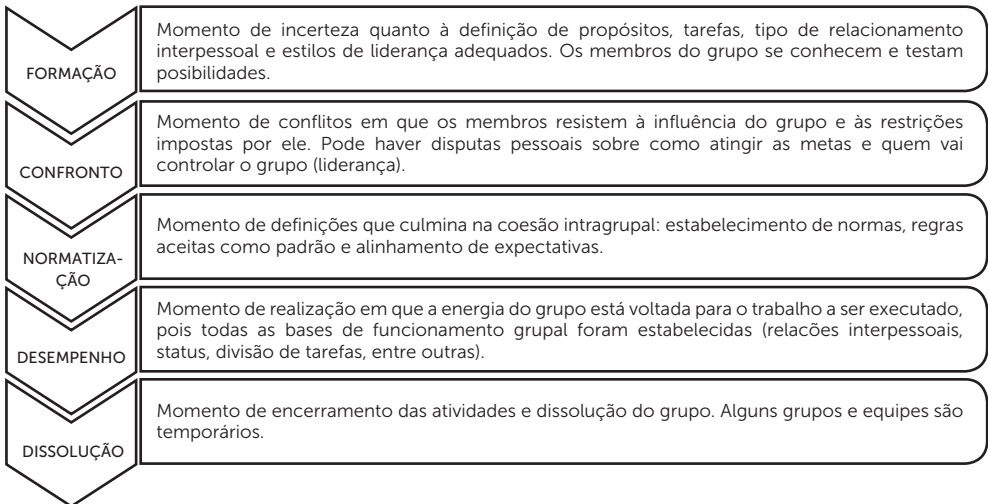 FORMAÇÃO
Momento de incerteza quanto à definição de propósitos, tarefas, tipo de relacionamento
interpessoal e estilos de liderança adequados. Os membros do grupo se conhecem e testam
posibilidades.
CONFRONTO
Momento de conflitos em que os membros resistem à influência do grupo e às restrições
impostas por ele. Pode haver disputas pessoais sobre como atingir as metas e quem vai
controlar o grupo (liderança).
NORMATIZA-
ÇÃO
Momento de definições que culmina na coesão intragrupal: estabelecimento de normas, regras
aceitas como padrão e alinhamento de expectativas.
DESEMPENHO
Momento de realização em que a energia do grupo está voltada para o trabalho a ser executado,
pois todas as bases de funcionamento grupal foram estabelecidas (relacões interpessoais,
status, divisão de tarefas, entre outras).
DISSOLUÇÃO
Momento de encerramento das atividades e dissolução do grupo. Alguns grupos e equipes são
temporários.